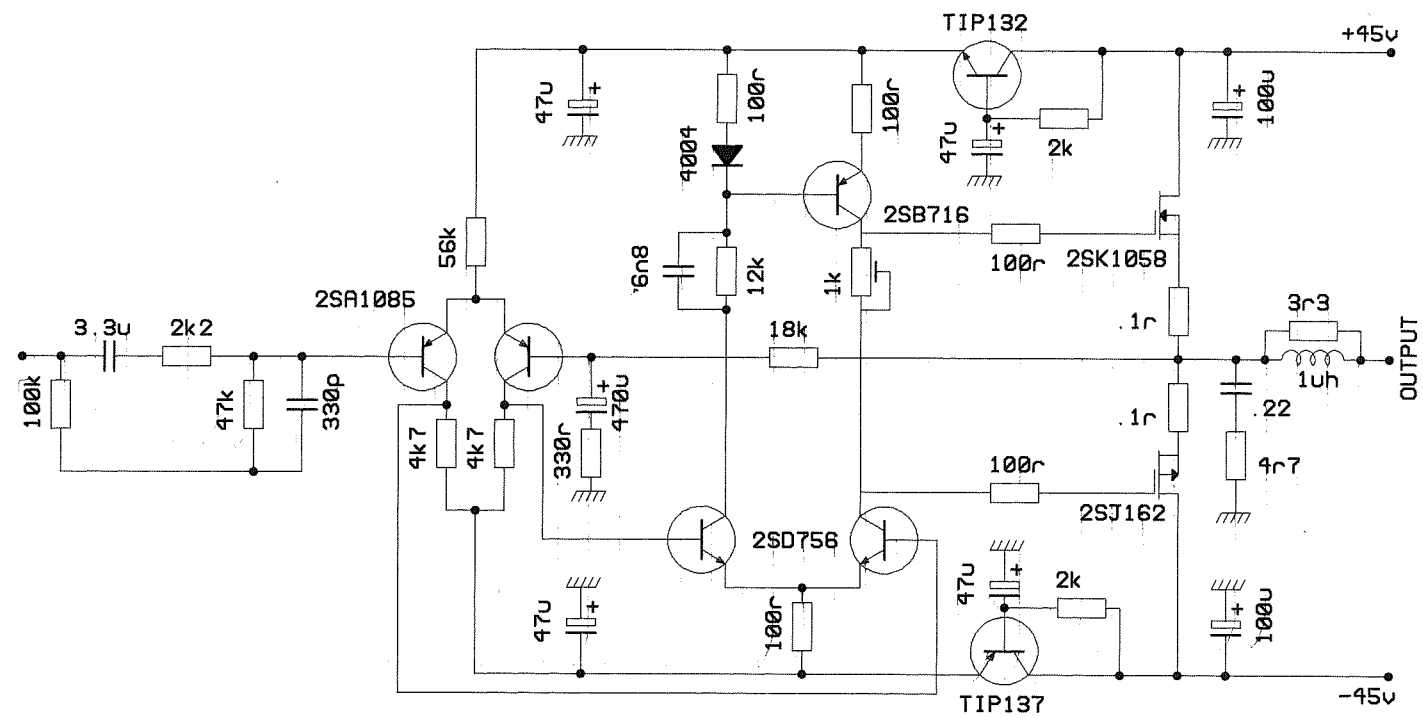 TIP132
+45v
47u
+
100r
100r
47u
+
2k
+
100u
4004
2SB716
56k
6n8
12k
1k
100r
2SK1058
2SA1085
3.3u
2k2
18k
.1r
3r3
OUTPUT
1uh
100k
47k
330p
+
470u
.22
.1r
4k7
4k7
330r
100r
4r7
2SJ162
2SD756
47u
+
100r
47u
+
2k
+
100u
TIP137
-45v